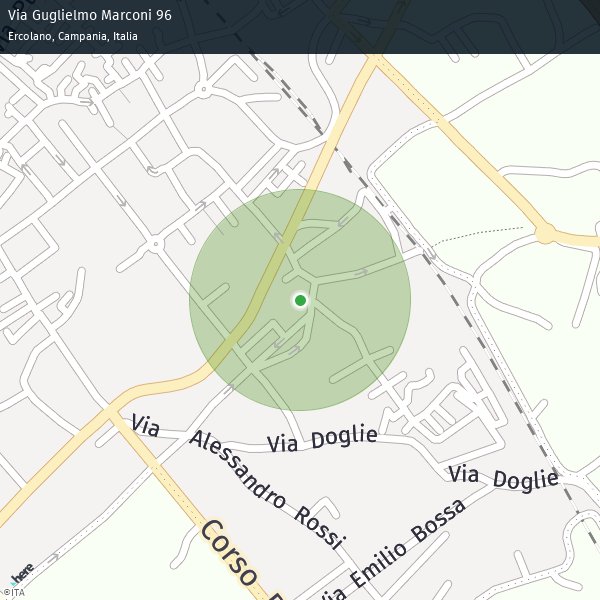 Via Guglielmo Marconi 96
Ercolano, Campania, Italia
Via Alessandro Rossi
Via Doglie
Via Doglie
Via Emilio Bossa
Corso
here
©ITA